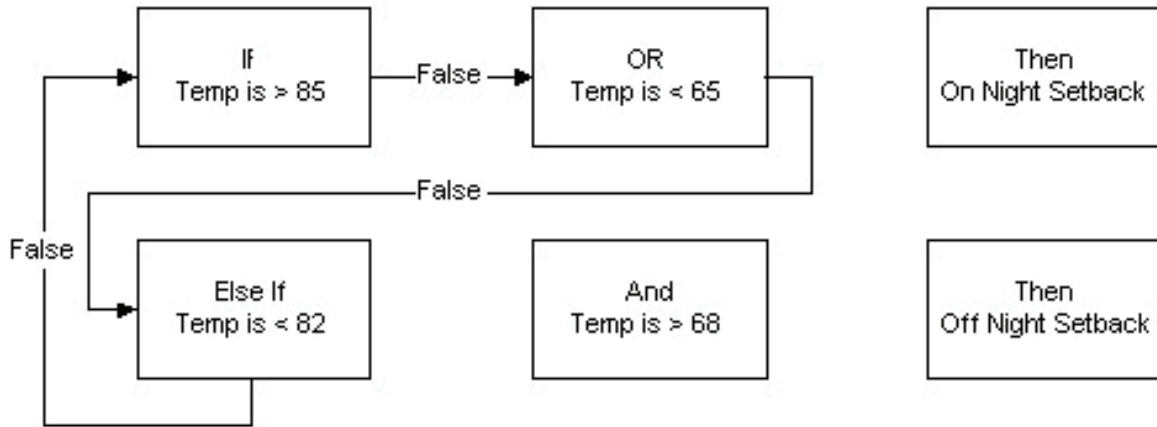 IF
Temp is > 85
False
OR
Temp is < 65
Then
On Night Setback
False
False
Else If
Temp is < 82
And
Temp is > 68
Then
Off Night Setback